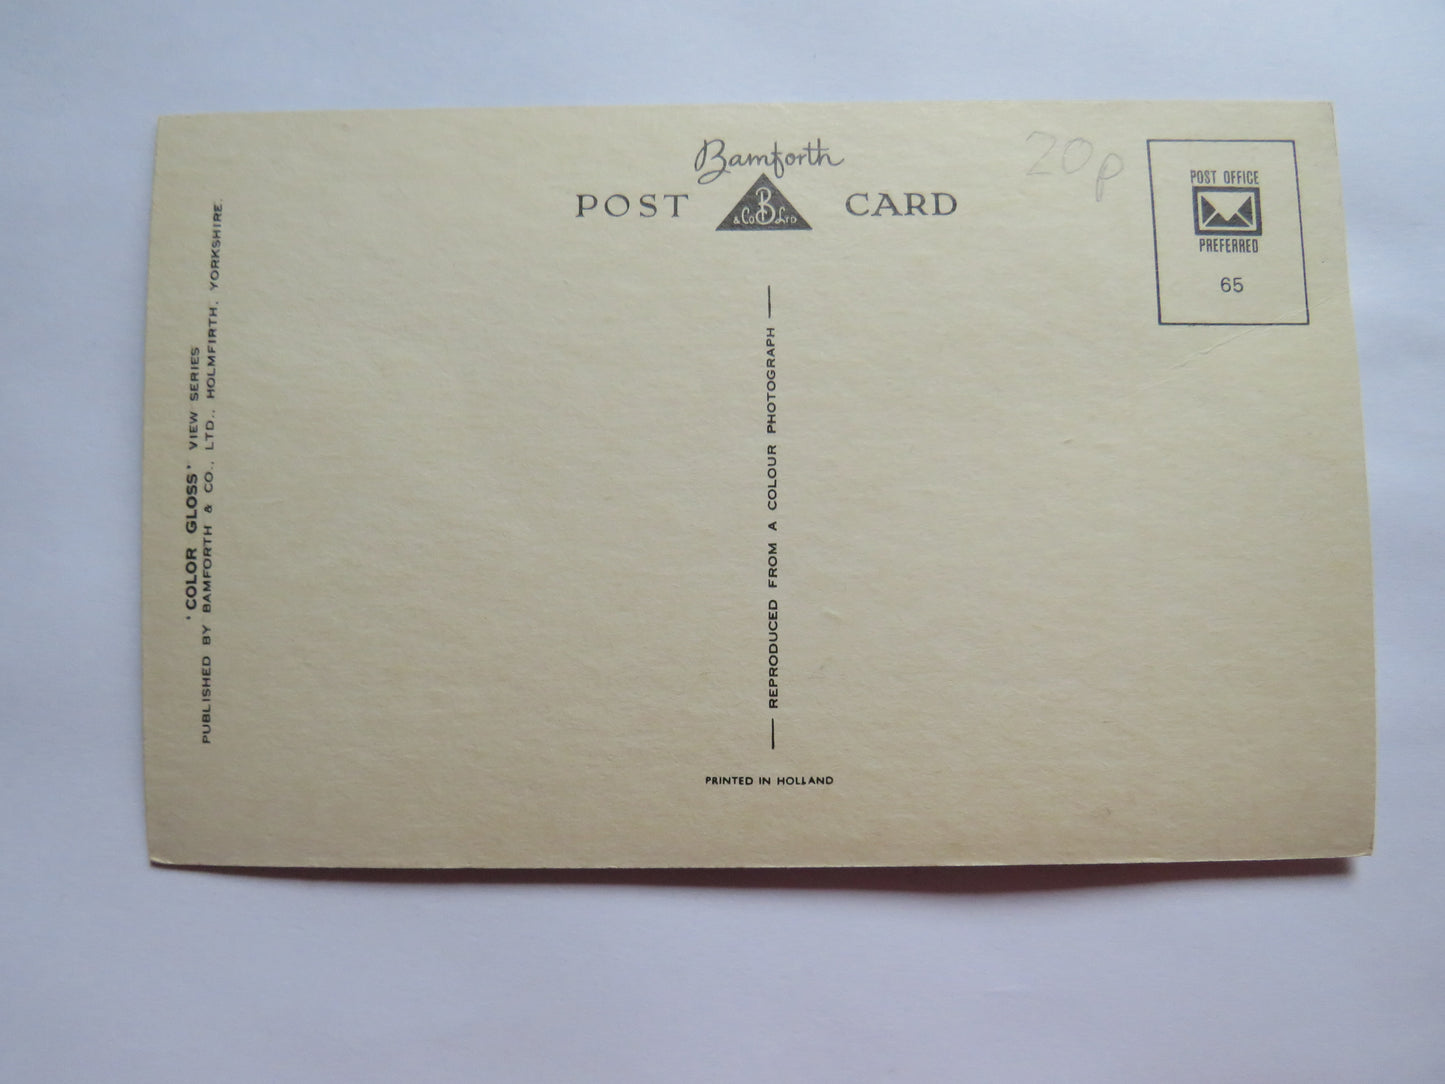 Bamforth
POST CARD
& Co B LTD
20p
POST OFFICE
PREFERRED
65
'COLOR GLOSS' VIEW SERIES
PUBLISHED BY BAMFORTH & CO., LTD., HOLMFIRTH, YORKSHIRE.
REPRODUCED FROM A COLOUR PHOTOGRAPH
PRINTED IN HOLLAND